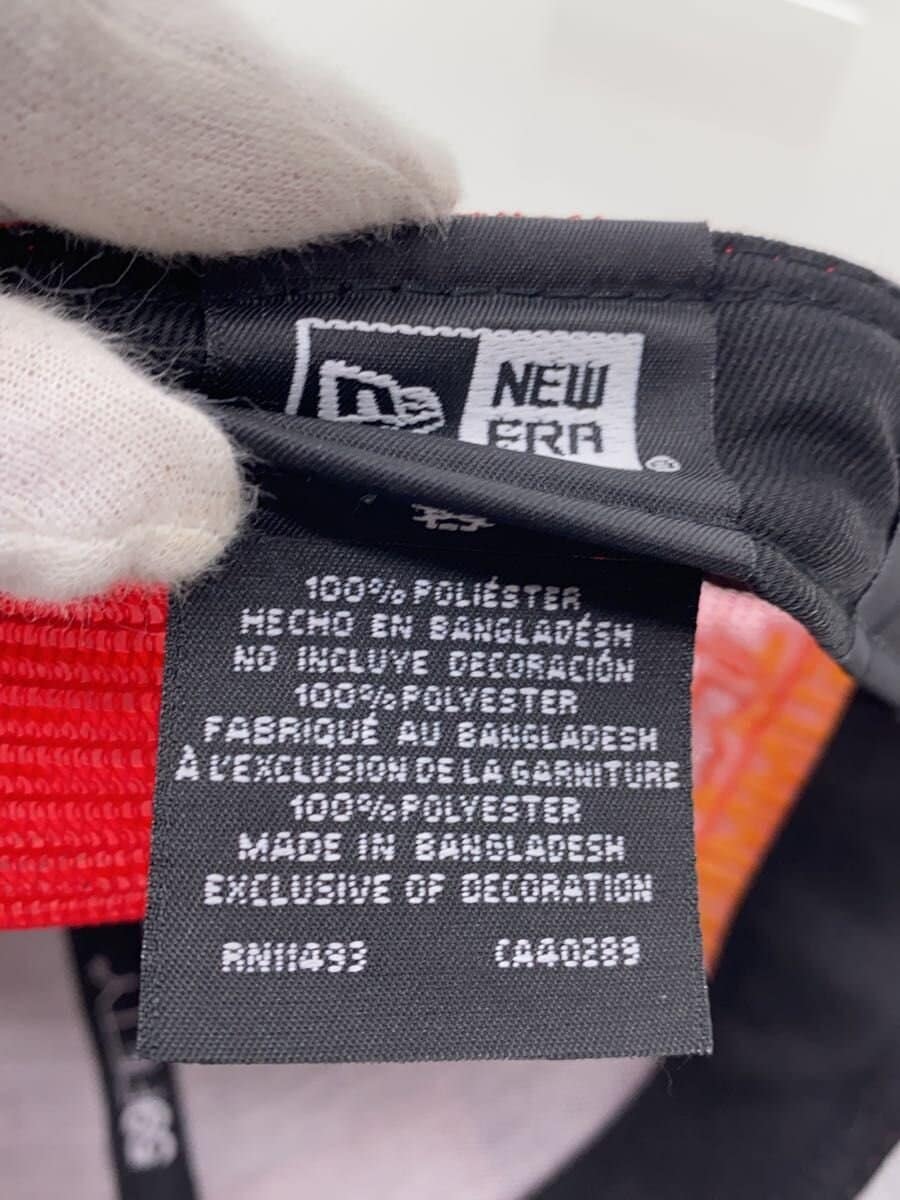 NEW
ERA
®
100% POLIÉSTER
HECHO EN BANGLADÉSH
NO INCLUYE DECORACIÓN
100% POLYESTER
FABRIQUÉ AU BANGLADESH
À L'EXCLUSION DE LA GARNITURE
100% POLYESTER
MADE IN BANGLADESH
EXCLUSIVE OF DECORATION
RN11493 CA40289